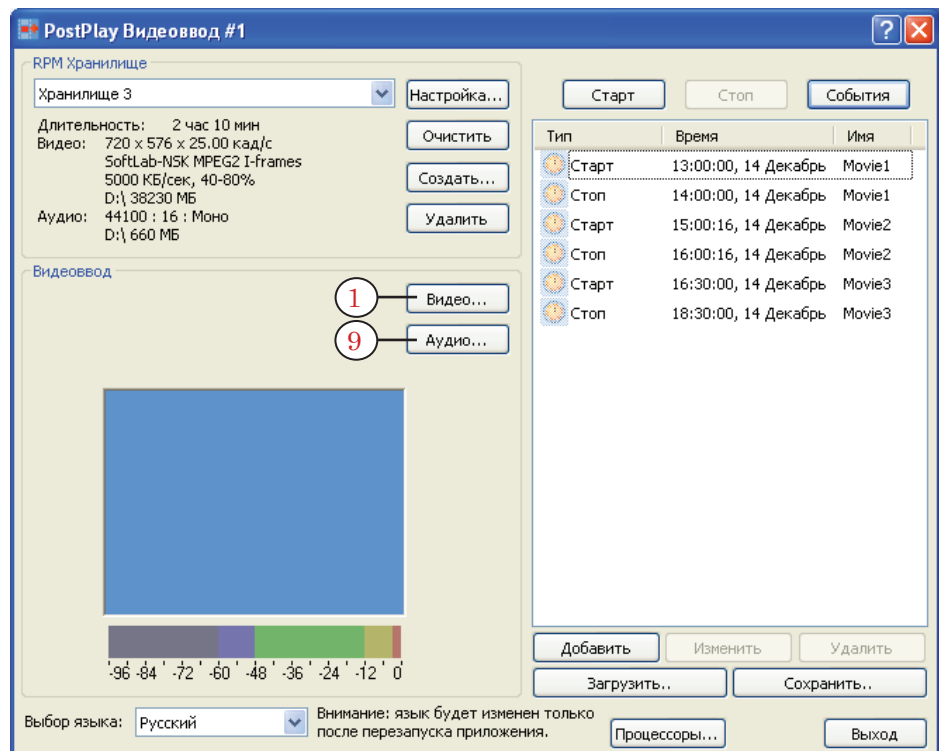 PostPlay Видеоввод #1
RPM Хранилище
Хранилище 3
Настройка...
Длительность: 2 час 10 мин
Видео: 720 x 576 x 25.00 кад/с
SoftLab-NSK MPEG2 I-frames
5000 КБ/сек, 40-80%
D:\ 38230 МБ
Аудио: 44100 : 16 : Моно
D:\ 660 МБ
Очистить
Создать...
Удалить
Видеоввод
1
Видео...
9
Аудио...
-96 -84 -72 -60 -48 -36 -24 -12 0
Старт
Стоп
События
Тип Время Имя
Старт 13:00:00, 14 Декабрь Movie1
Стоп 14:00:00, 14 Декабрь Movie1
Старт 15:00:16, 14 Декабрь Movie2
Стоп 16:00:16, 14 Декабрь Movie2
Старт 16:30:00, 14 Декабрь Movie3
Стоп 18:30:00, 14 Декабрь Movie3
Добавить
Изменить
Удалить
Загрузить..
Сохранить..
Выбор языка: Русский
Внимание: язык будет изменен только
после перезапуска приложения.
Процессоры...
Выход